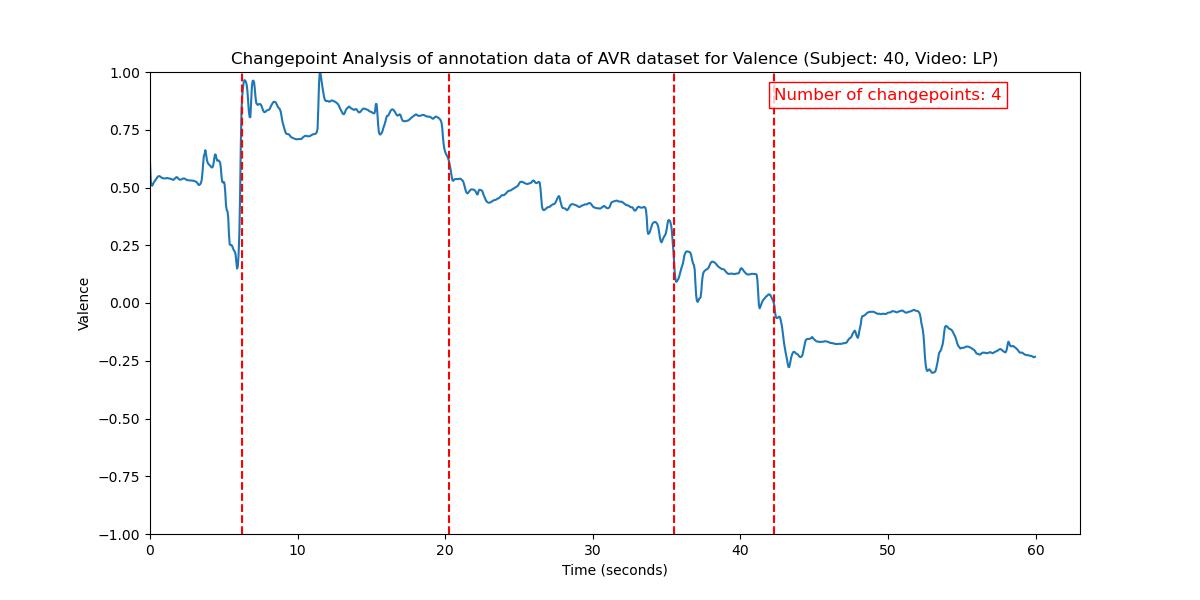 Changepoint Analysis of annotation data of AVR dataset for Valence (Subject: 40, Video: LP)
Number of changepoints: 4
1.00
0.75
0.50
0.25
0.00
−0.25
−0.50
−0.75
−1.00
Valence
0 10 20 30 40 50 60
Time (seconds)